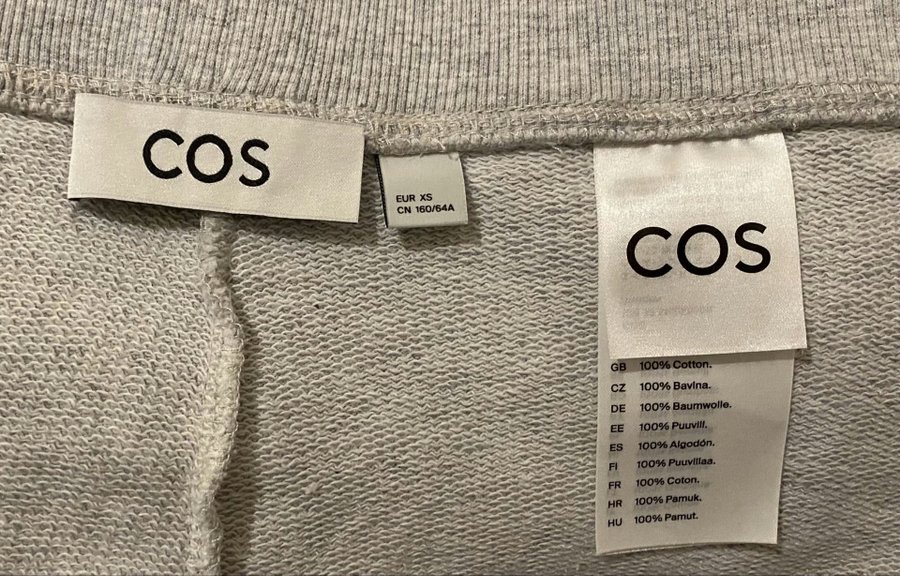 COS
EUR XS
CN 160/64A
COS
GB 100% Cotton.
CZ 100% Bavlna.
DE 100% Baumwolle.
EE 100% Puuvill.
ES 100% Algodón.
FI 100% Puuvillaa.
FR 100% Coton.
HR 100% Pamuk.
HU 100% Pamut.